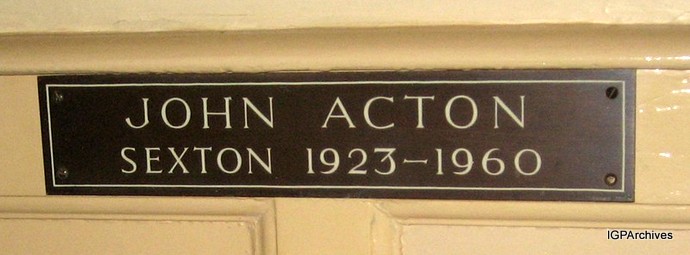 JOHN ACTON
SEXTON 1923-1960
IGPArchives